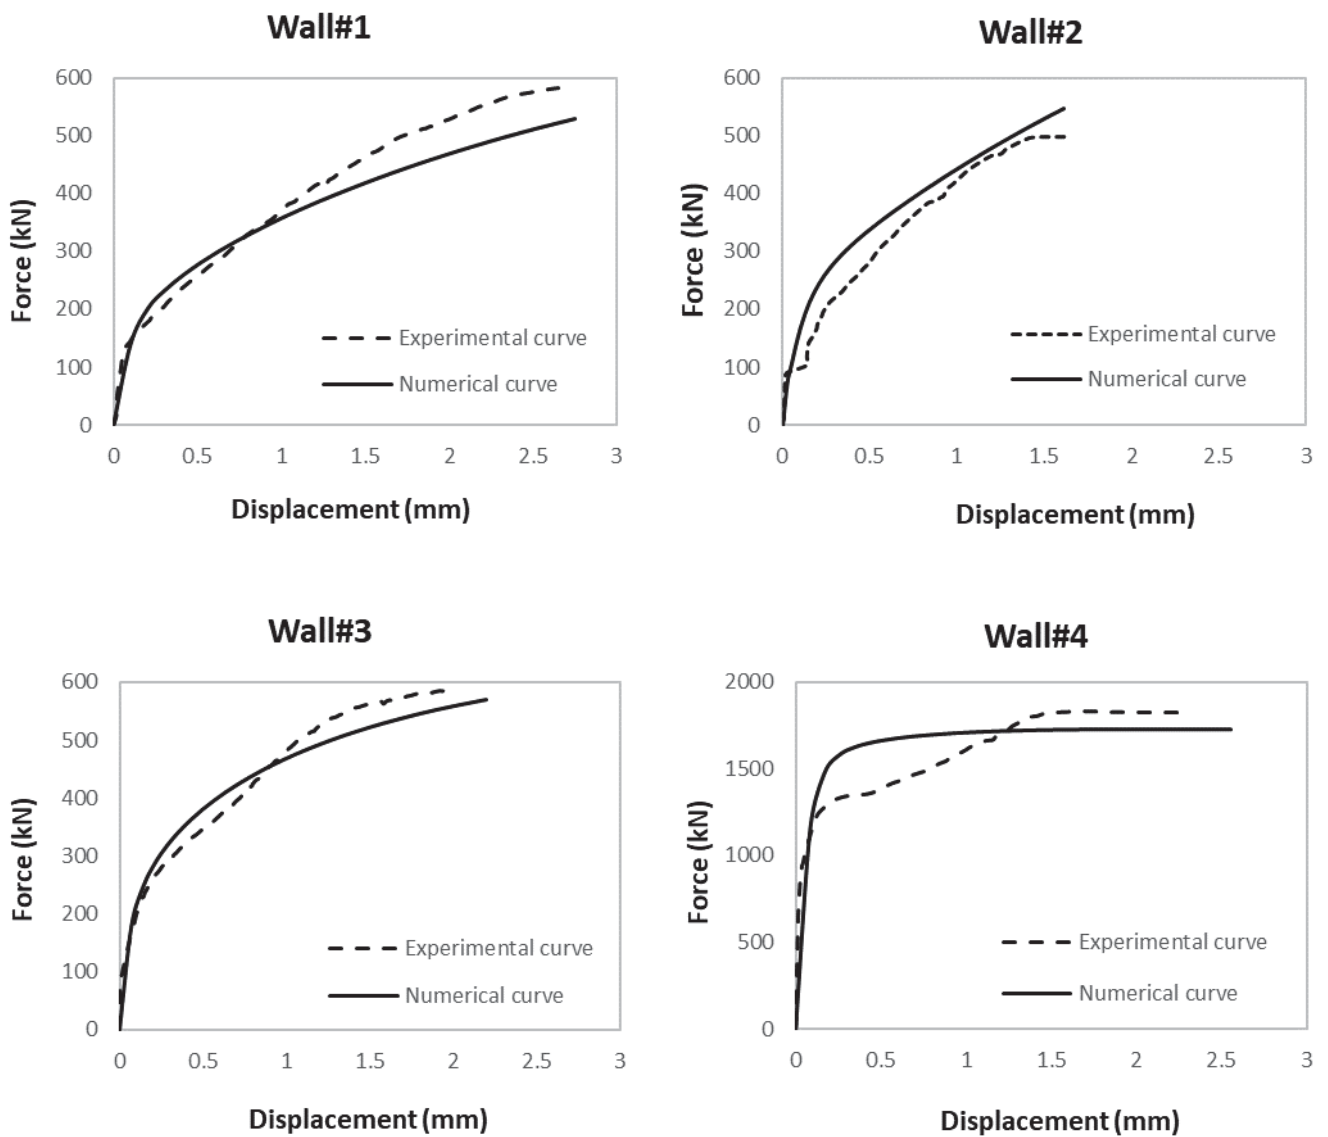 Wall#1
600
500
400
300
200
100
0
Force (kN)
Experimental curve
Numerical curve
0 0.5 1 1.5 2 2.5 3
Displacement (mm)
Wall#2
600
500
400
300
200
100
0
Force (kN)
Experimental curve
Numerical curve
0 0.5 1 1.5 2 2.5 3
Displacement (mm)
Wall#3
600
500
400
300
200
100
0
Force (kN)
Experimental curve
Numerical curve
0 0.5 1 1.5 2 2.5 3
Displacement (mm)
Wall#4
2000
1500
1000
500
0
Force (kN)
Experimental curve
Numerical curve
0 0.5 1 1.5 2 2.5 3
Displacement (mm)